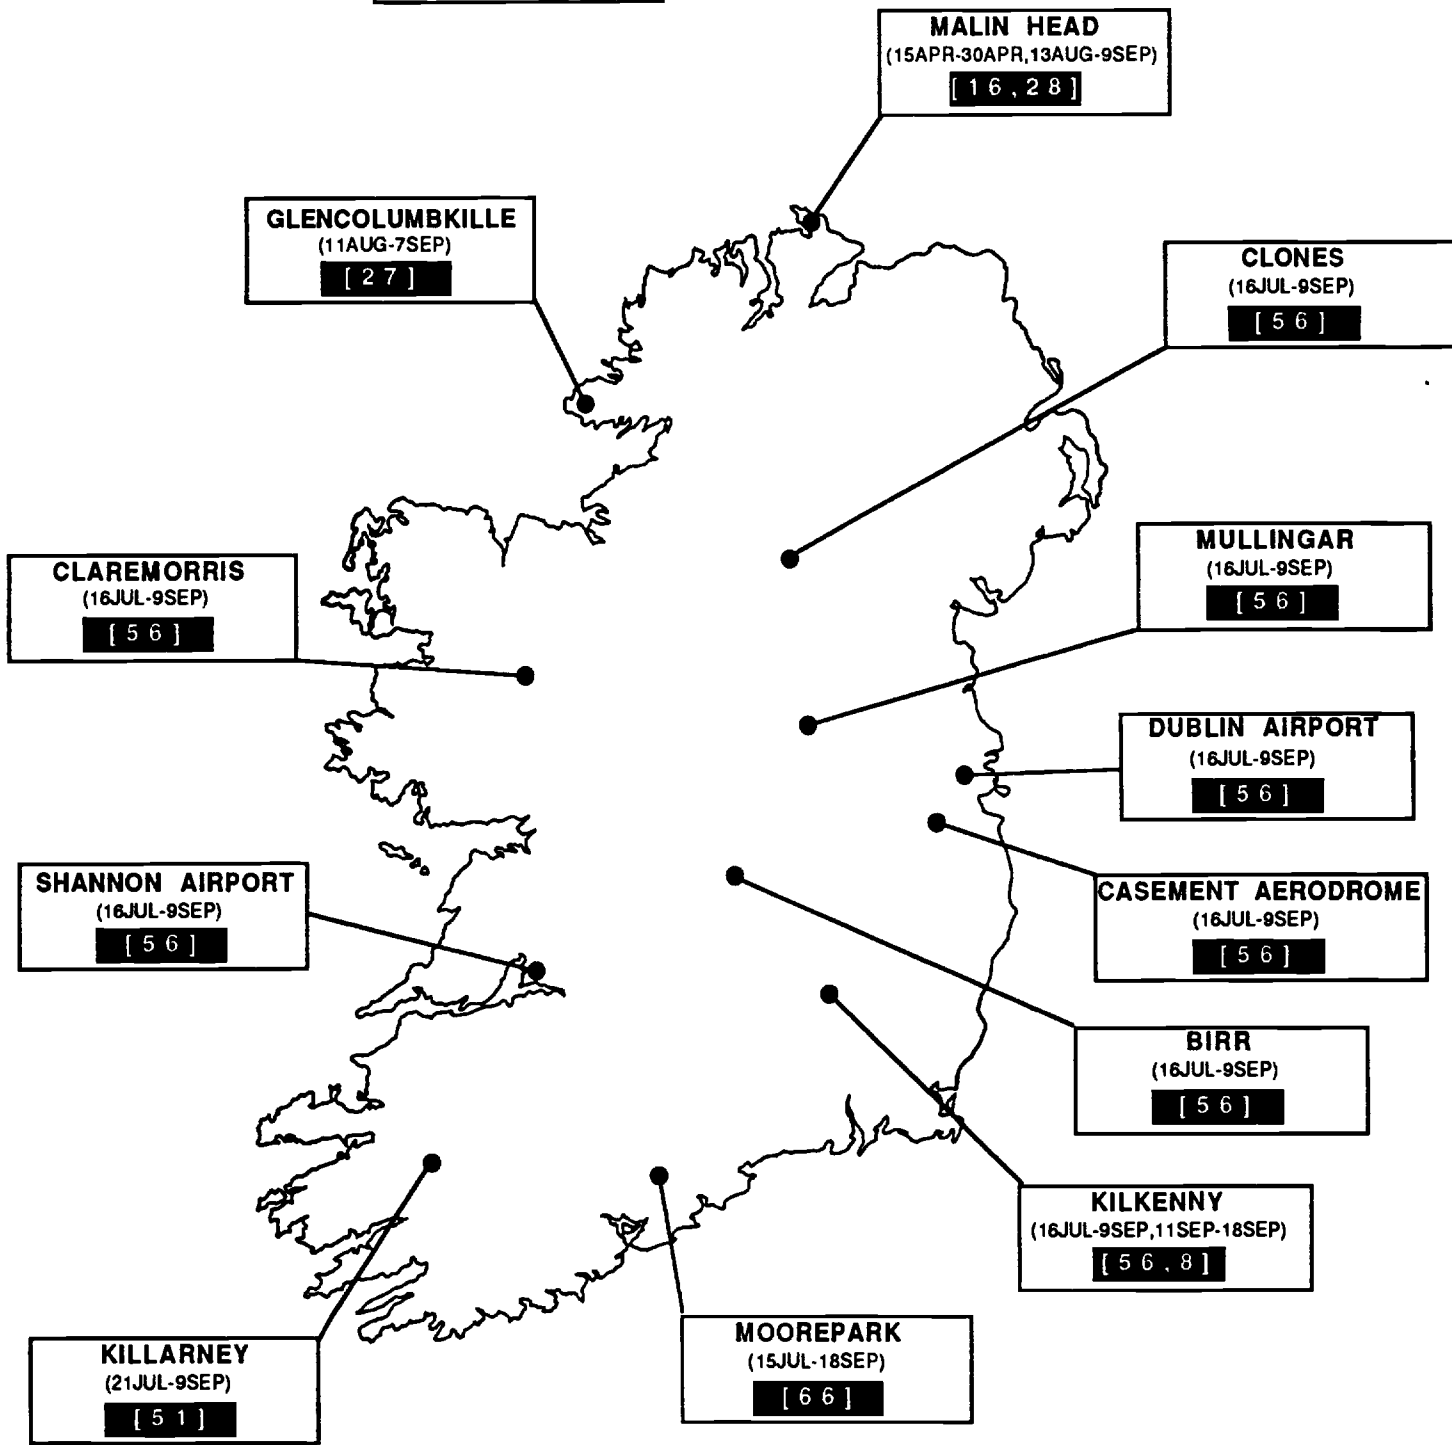 MALIN HEAD
(15APR-30APR,13AUG-9SEP)
[16,28]
GLENCOLUMBKILLE
(11AUG-7SEP)
[27]
CLONES
(16JUL-9SEP)
[56]
MULLINGAR
(16JUL-9SEP)
[56]
CLAREMORRIS
(16JUL-9SEP)
[56]
DUBLIN AIRPORT
(16JUL-9SEP)
[56]
SHANNON AIRPORT
(16JUL-9SEP)
[56]
CASEMENT AERODROME
(16JUL-9SEP)
[56]
BIRR
(16JUL-9SEP)
[56]
KILKENNY
(16JUL-9SEP,11SEP-18SEP)
[56,8]
MOOREPARK
(15JUL-18SEP)
[66]
KILLARNEY
(21JUL-9SEP)
[51]